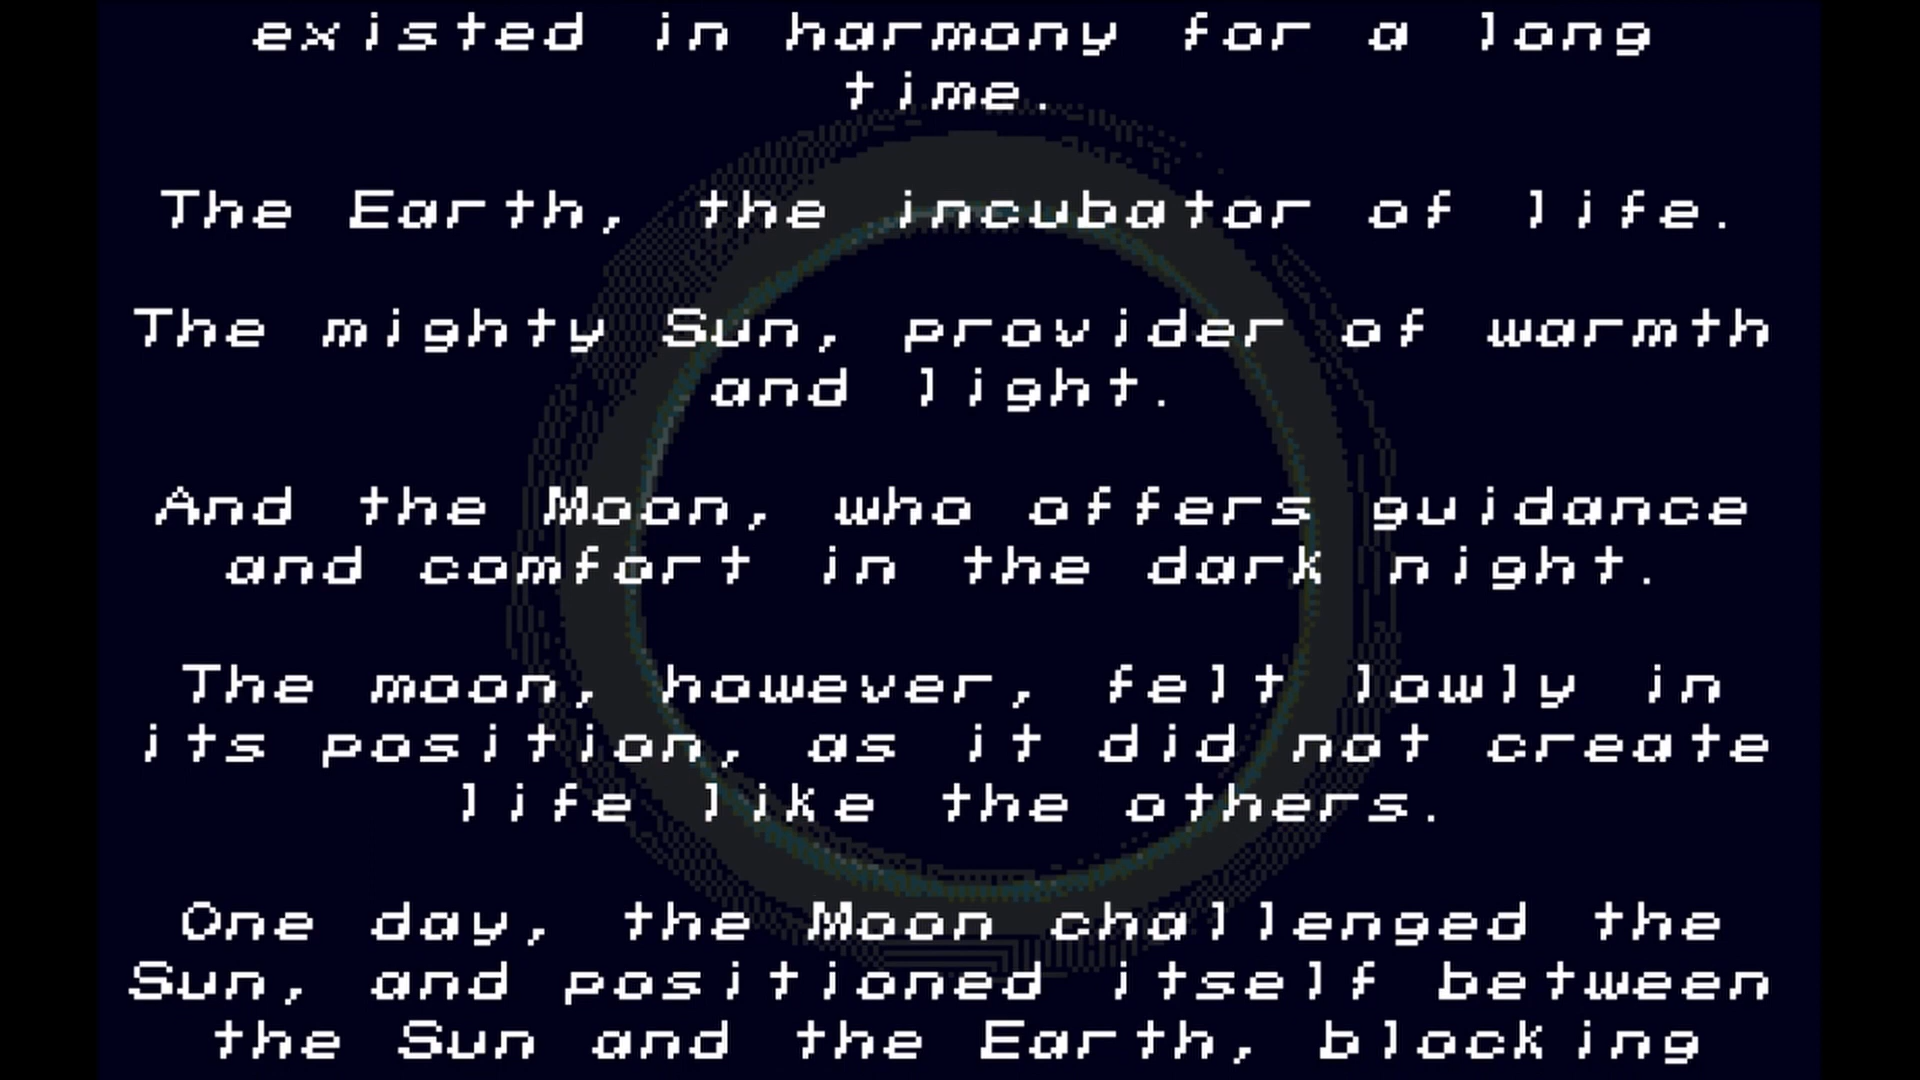 existed in harmony for a long
time.
The Earth, the incubator of life.
The mighty Sun, provider of warmth
and light.
And the Moon, who offers guidance
and comfort in the dark night.
The moon, however, felt lowly in
its position, as it did not create
life like the others.
One day, the Moon challenged the
Sun, and positioned itself between
the Sun and the Earth, blocking